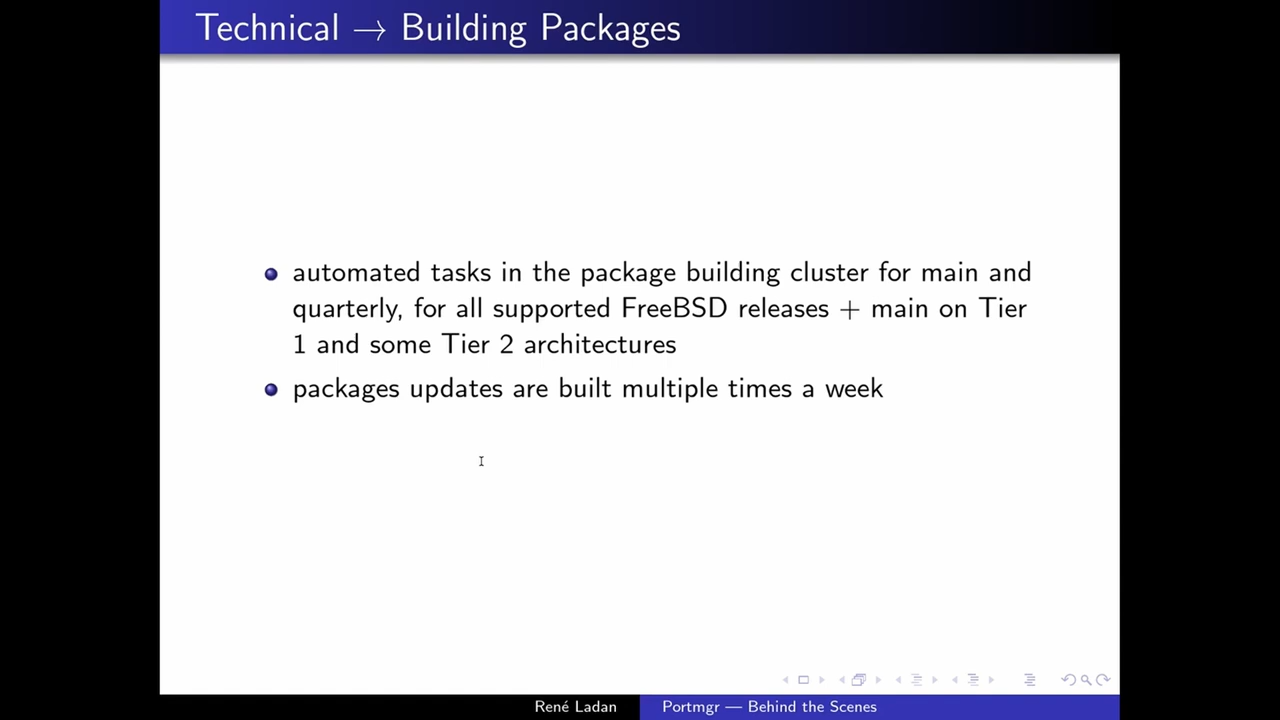 Technical → Building Packages
automated tasks in the package building cluster for main and
quarterly, for all supported FreeBSD releases + main on Tier
1 and some Tier 2 architectures
packages updates are built multiple times a week
René Ladan
Portmgr — Behind the Scenes